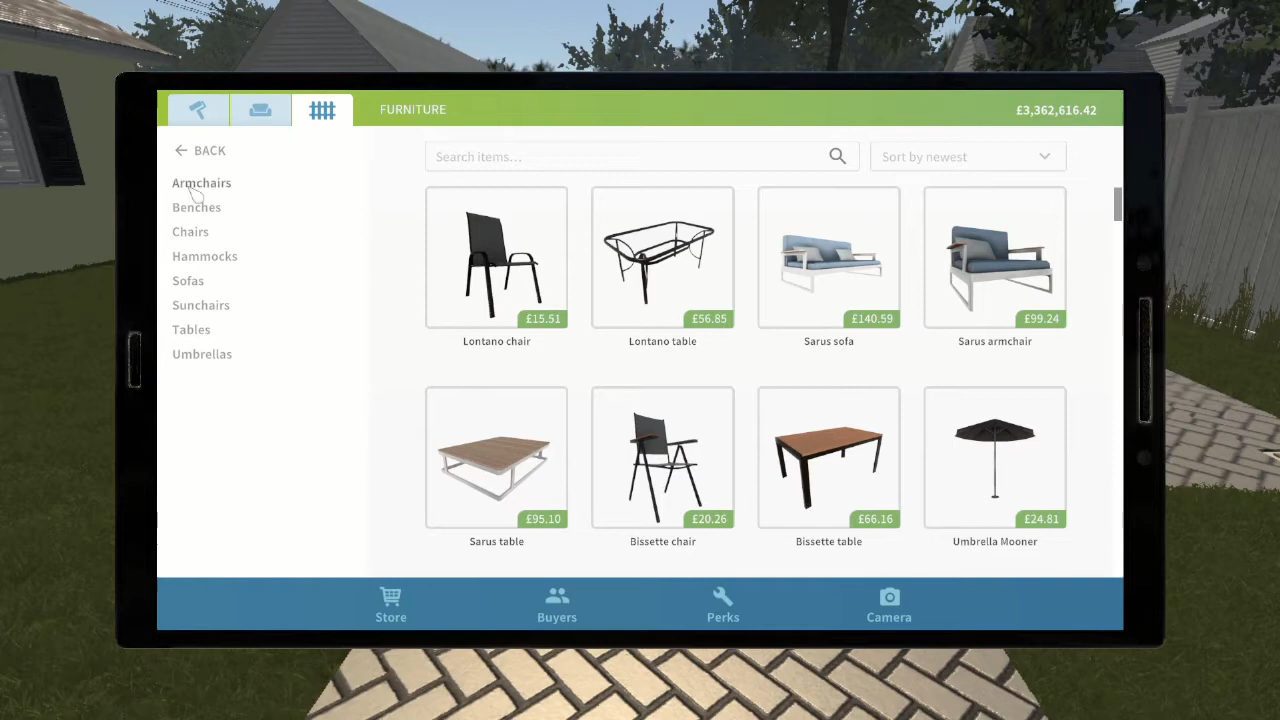 FURNITURE
£3,362,616.42
BACK
Search items...
Sort by newest
Armchairs
Benches
Chairs
Hammocks
Sofas
Sunchairs
Tables
Umbrellas
£15.51
£56.85
£140.59
£99.24
Lontano chair
Lontano table
Sarus sofa
Sarus armchair
£95.10
£20.26
£66.16
£24.81
Sarus table
Bissette chair
Bissette table
Umbrella Mooner
Store
Buyers
Perks
Camera